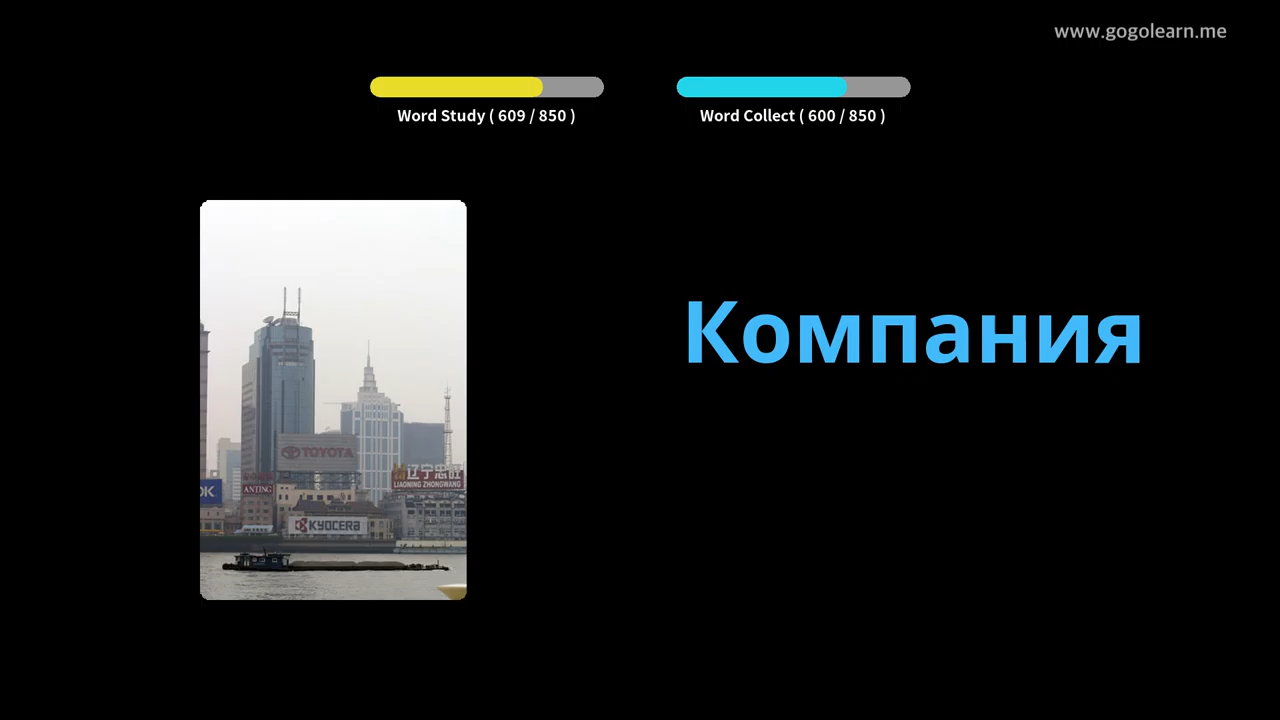 www.gogolearn.me
Word Study ( 609 / 850 )
Word Collect ( 600 / 850 )
Компания
TOYOTA
辽宁忠旺
LIAONING ZHONGWANG
OK
ANTING
KYOCERA